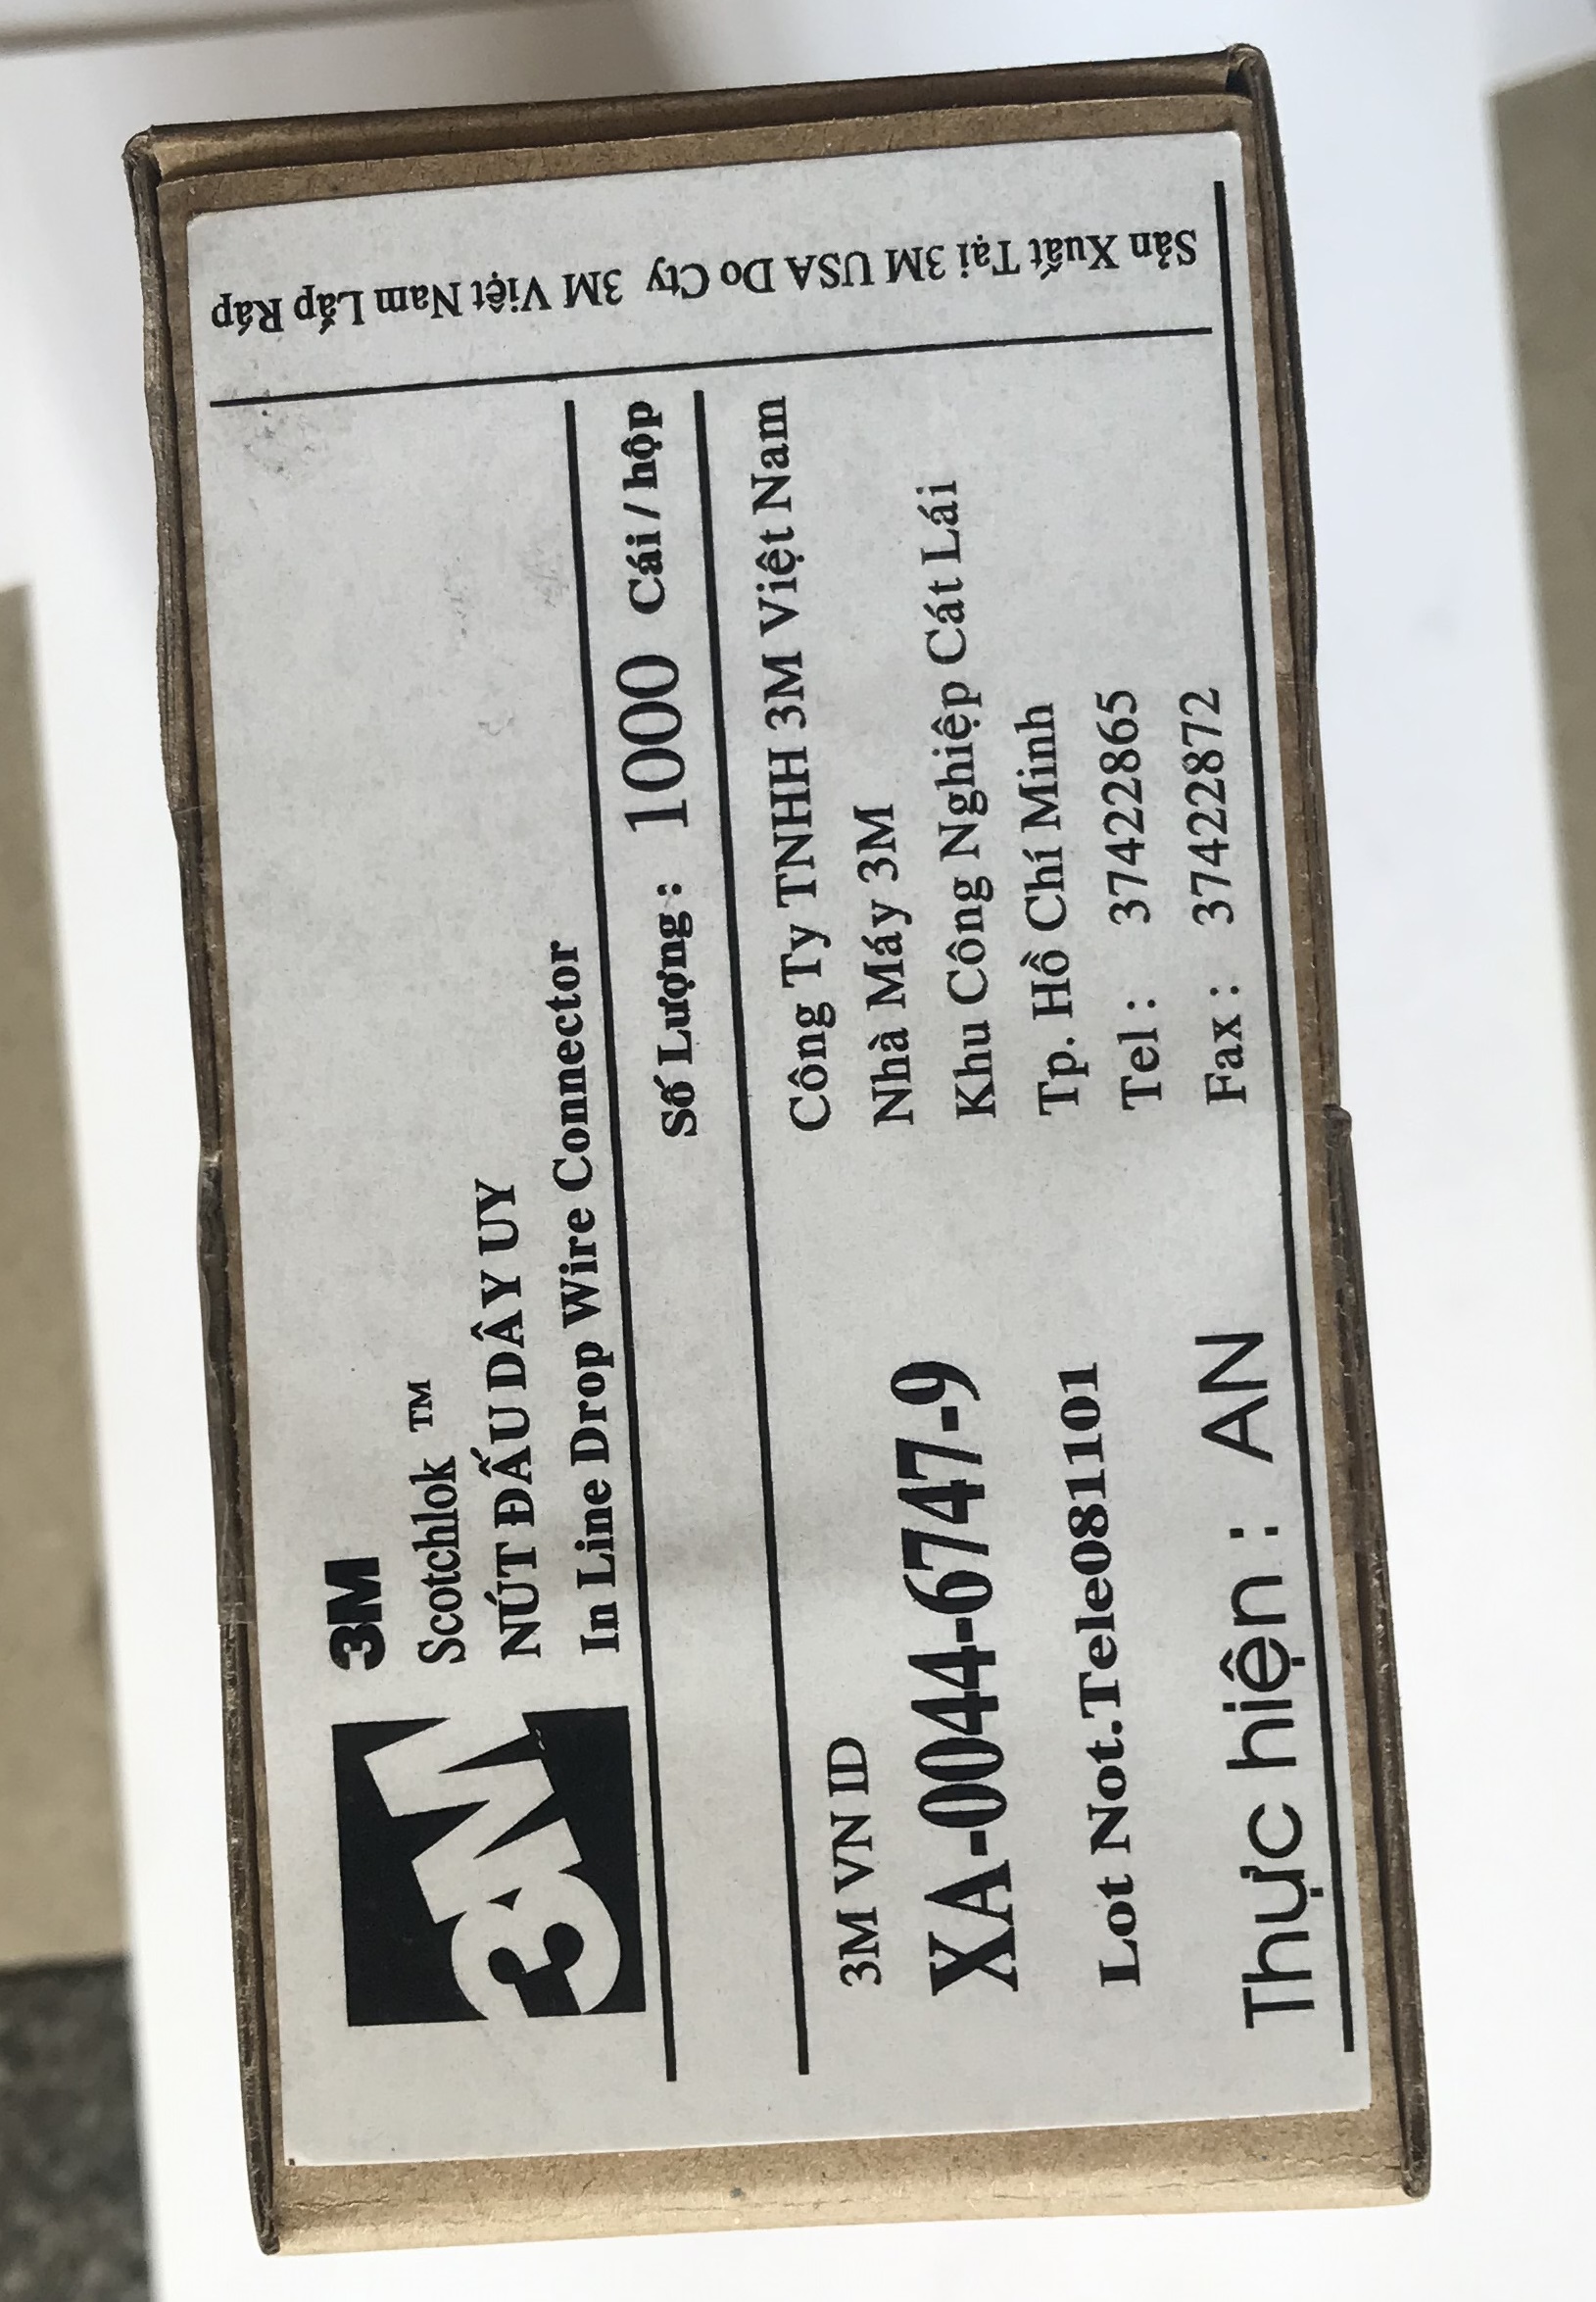 3M
3M
Scotchlok TM
NÚT ĐẤU DÂY UY
In Line Drop Wire Connector
Số Lượng : 1000 Cái / hộp
3M VN ID
XA-0044-6747-9
Lot Not.Tele081101
Thực hiện : AN
Công Ty TNHH 3M Việt Nam
Nhà Máy 3M
Khu Công Nghiệp Cát Lái
Tp. Hồ Chí Minh
Tel : 37422865
Fax : 37422872
Sản Xuất Tại 3M USA Do Cty 3M Việt Nam Lắp Ráp